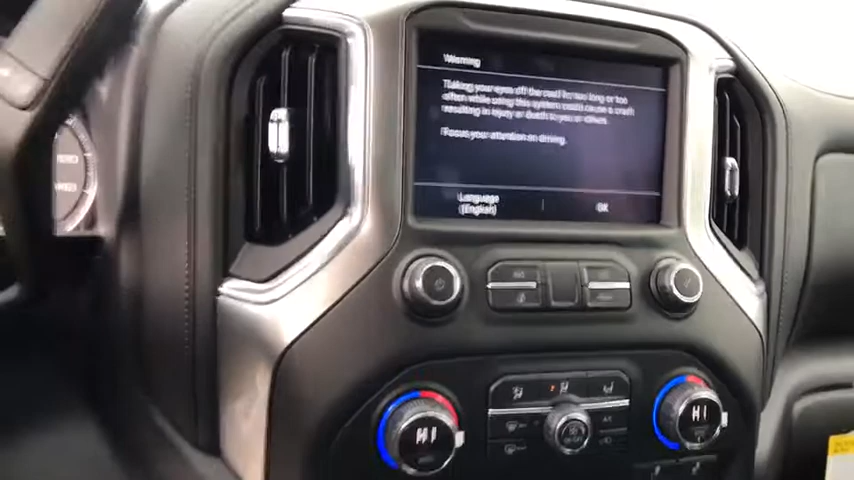 Warning
Taking your eyes off the road for too long or too
often while using this system could cause a crash
resulting in injury or death to you or others.
Focus your attention on driving.
Language
(English)
OK
HI
HI